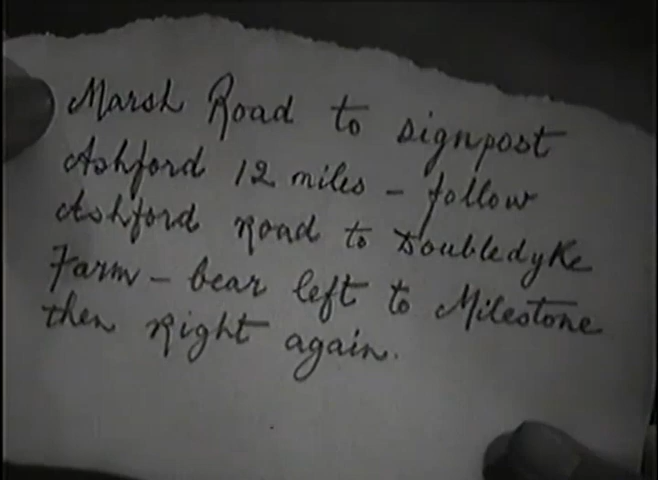 Marsh Road to signpost
Ashford 12 miles – follow
Ashford Road to Doubledyke
Farm – bear left to Milestone
then Right again.